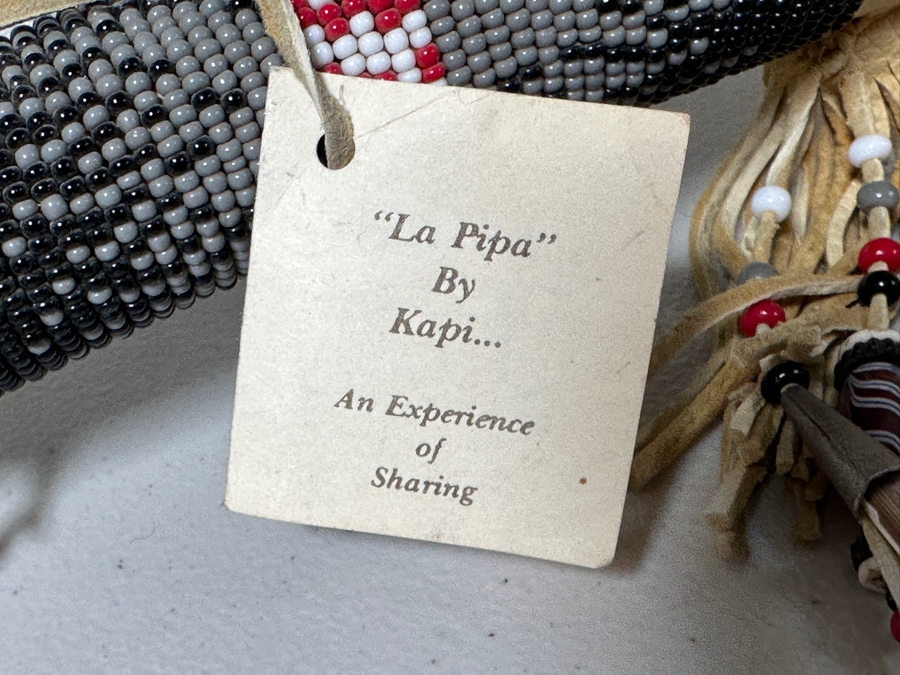 “La Pipa”
By
Kapi...
An Experience
of
Sharing